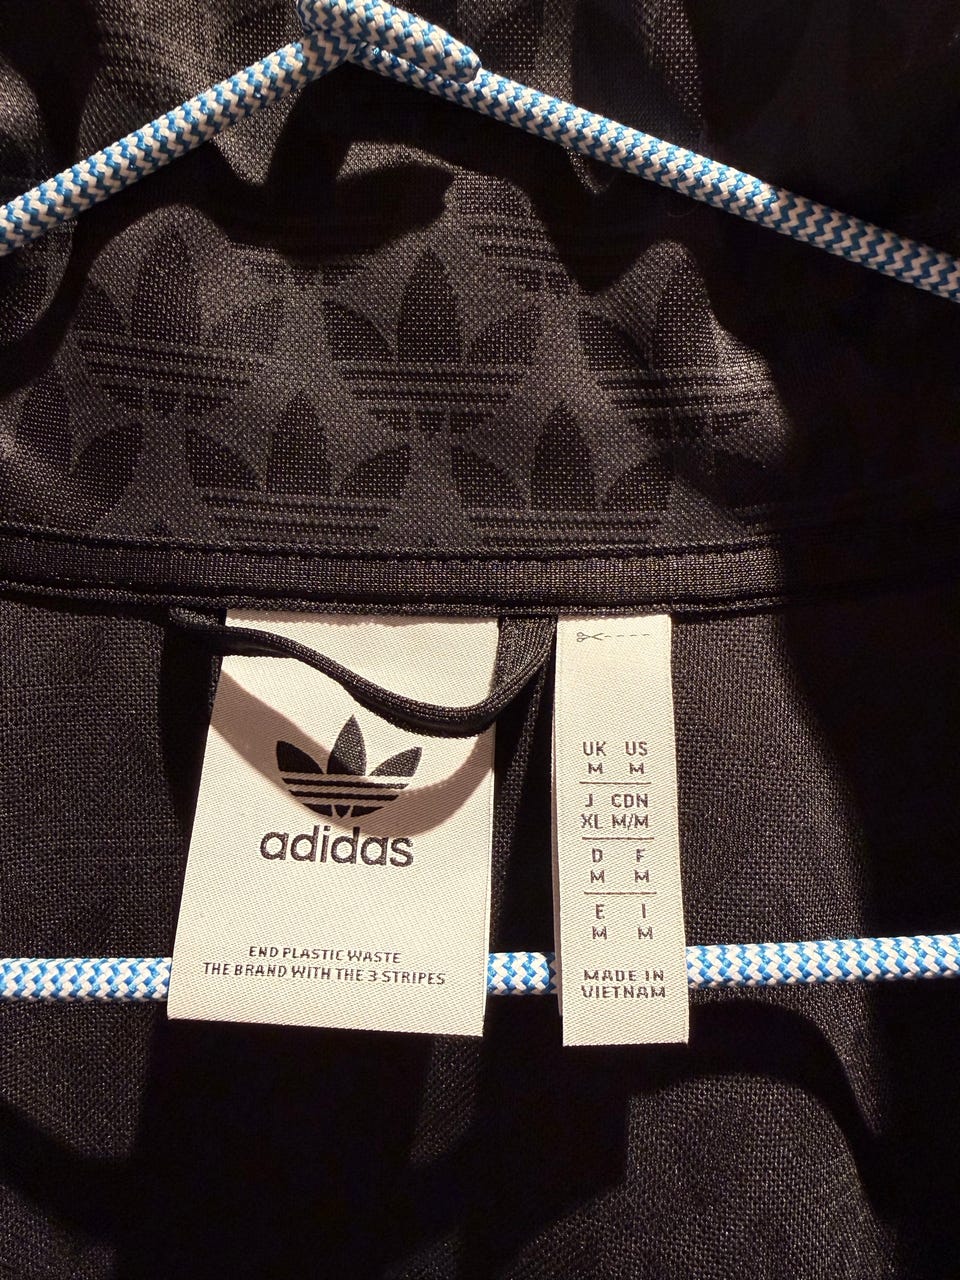 adidas
END PLASTIC WASTE
THE BRAND WITH THE 3 STRIPES
UK US
M M
J CDN
XL M/M
D F
M M
E I
M M
MADE IN
VIETNAM